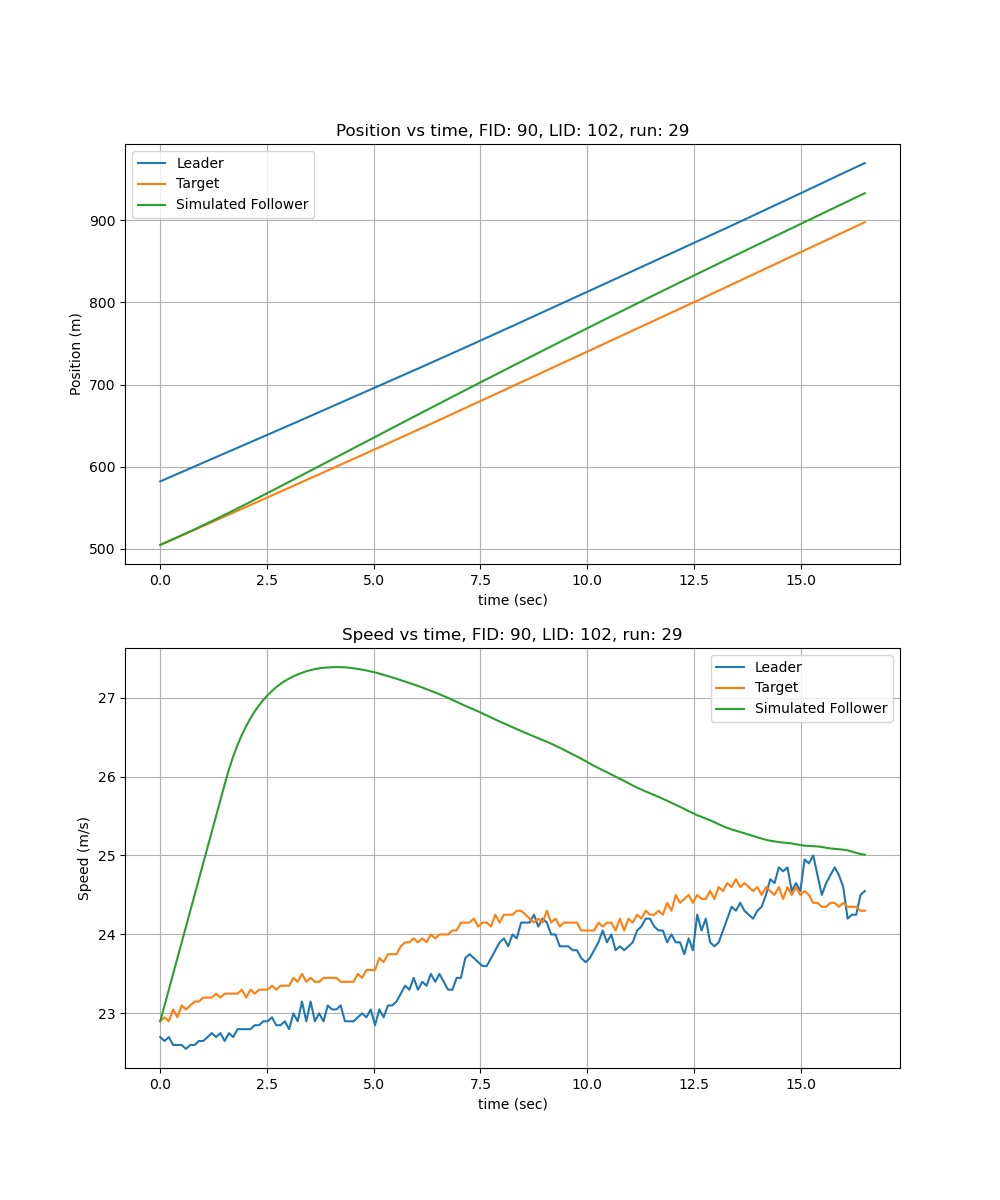 Position vs time, FID: 90, LID: 102, run: 29
Leader
Target
Simulated Follower
Position (m)
900
800
700
600
500
0.0 2.5 5.0 7.5 10.0 12.5 15.0
time (sec)
Speed vs time, FID: 90, LID: 102, run: 29
Leader
Target
Simulated Follower
Speed (m/s)
27
26
25
24
23
0.0 2.5 5.0 7.5 10.0 12.5 15.0
time (sec)